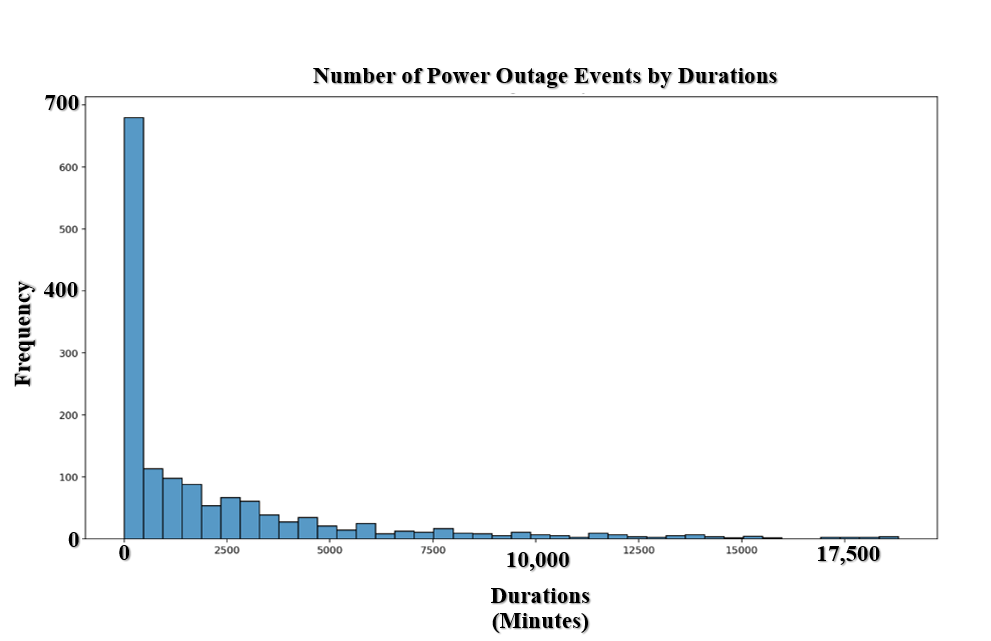 Number of Power Outage Events by Durations
700
600
500
400
300
200
100
0
Frequency
0 2500 5000 7500 10,000 12500 15000 17,500
Durations
(Minutes)